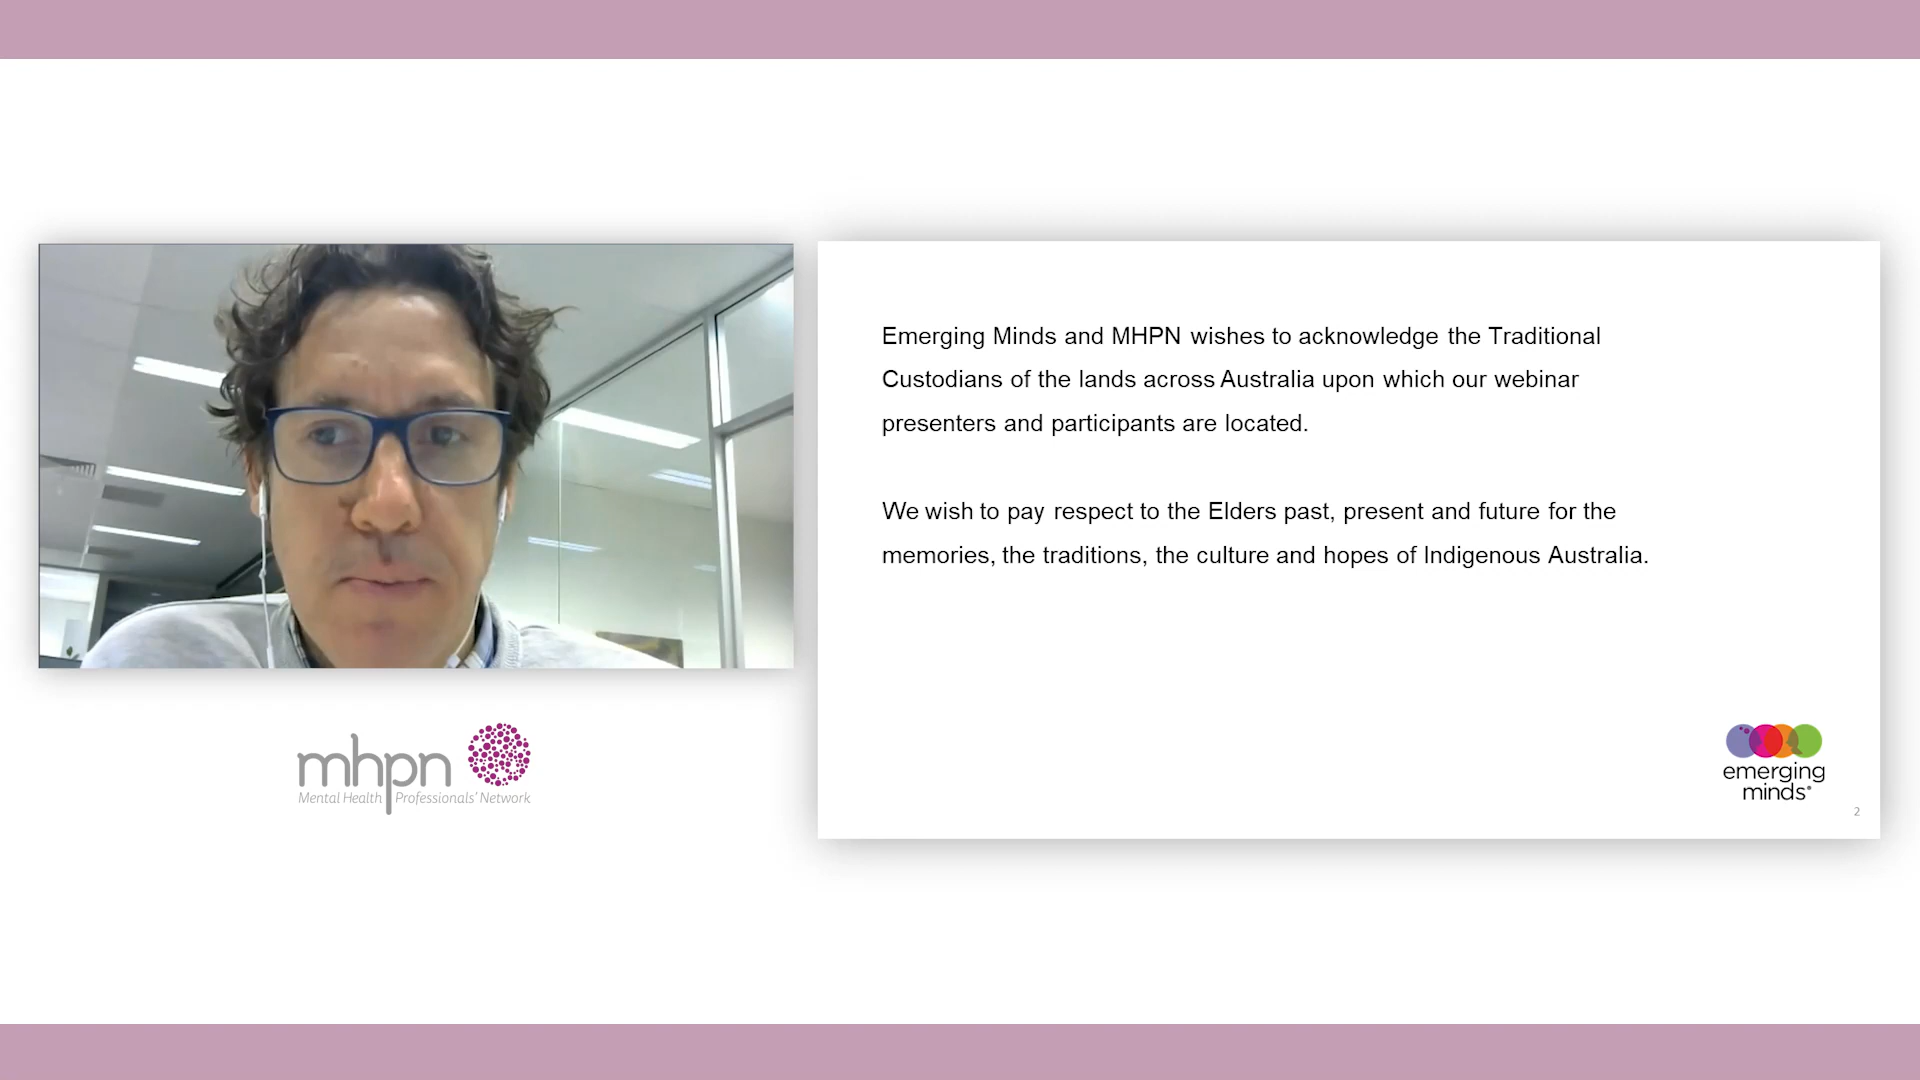 Emerging Minds and MHPN wishes to acknowledge the Traditional
Custodians of the lands across Australia upon which our webinar
presenters and participants are located.
We wish to pay respect to the Elders past, present and future for the
memories, the traditions, the culture and hopes of Indigenous Australia.
mhpn
Mental Health Professionals' Network
emerging
minds
2